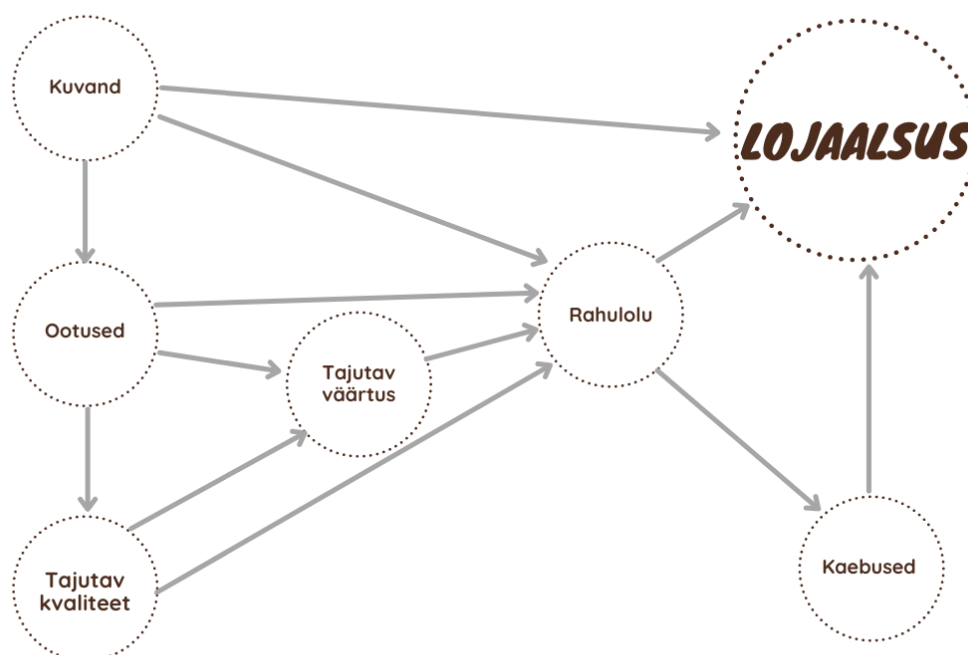 Kuvand
LOJAALSUS
Ootused
Rahulolu
Tajutav
väärtus
Tajutav
kvaliteet
Kaebused